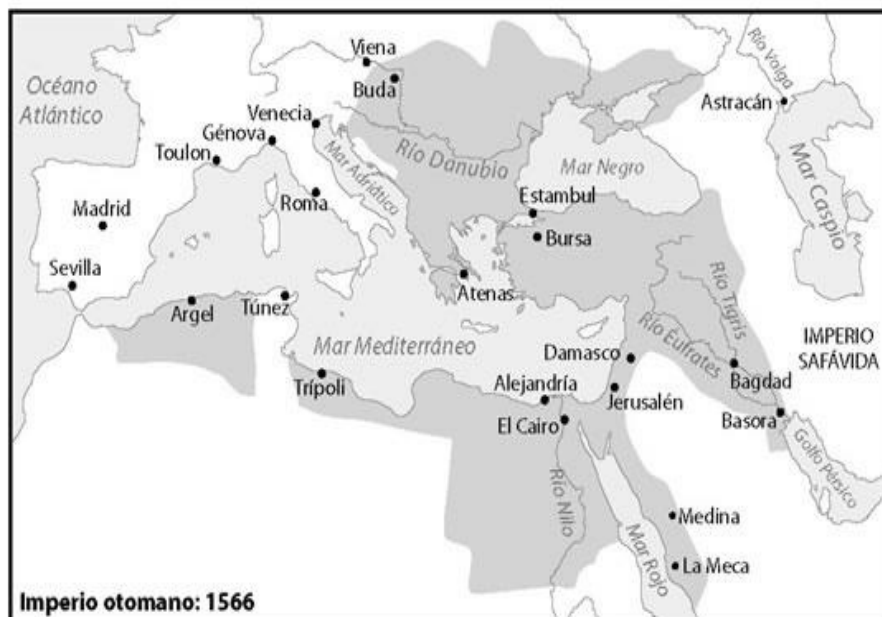 Viena
Buda
Océano
Atlántico
Río Volga
Astracán
Venecia
Génova
Toulon
Río Danubio
Mar Negro
Mar Caspio
Mar Adriático
Madrid
Roma
Estambul
Bursa
Sevilla
Argel
Túnez
Atenas
Río Tigris
Río Éufrates
IMPERIO
SAFÁVIDA
Mar Mediterráneo
Damasco
Bagdad
Trípoli
Alejandría
Jerusalén
El Cairo
Basora
Golfo Pérsico
Río Nilo
Medina
Mar Rojo
La Meca
Imperio otomano: 1566